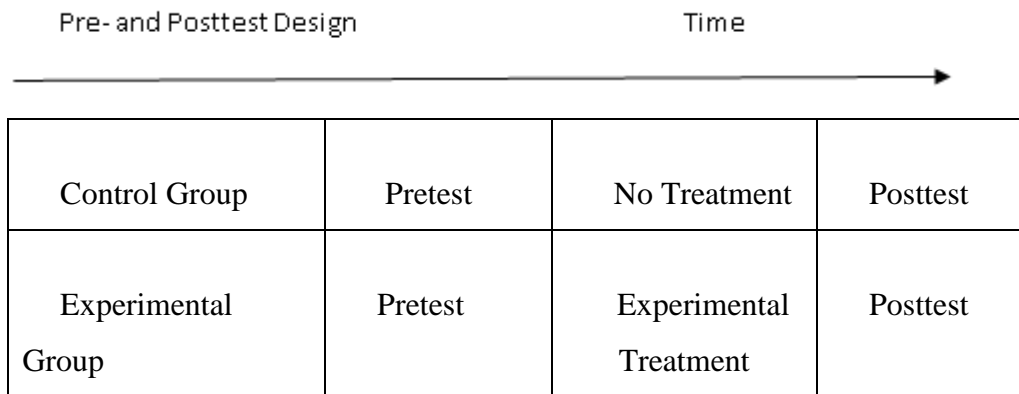 Pre- and Posttest Design Time
Control Group Pretest No Treatment Posttest
Experimental Group Pretest Experimental Treatment Posttest